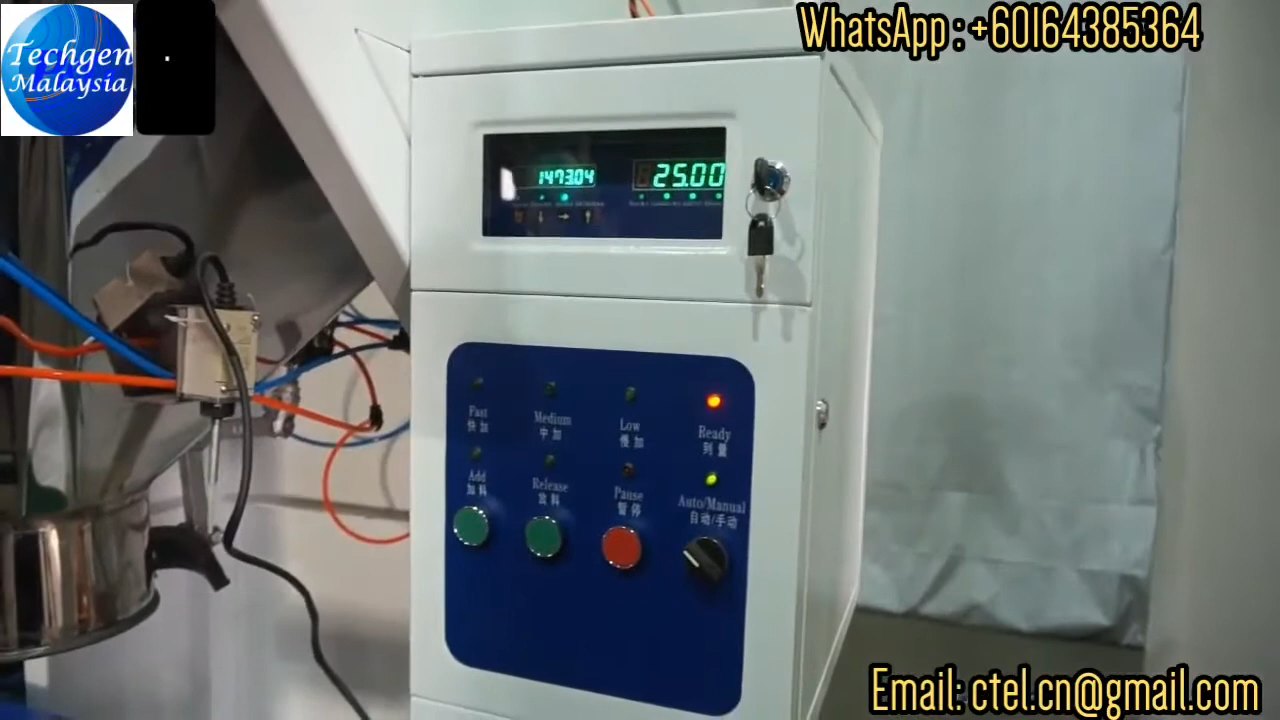 Techgen
Malaysia
WhatsApp : +60164385364
1473.04
25.00
Fast
快加
Medium
中加
Low
慢加
Ready
到量
Add
加料
Release
放料
Pause
暂停
Auto/Manual
自动/手动
Email: ctel.cn@gmail.com